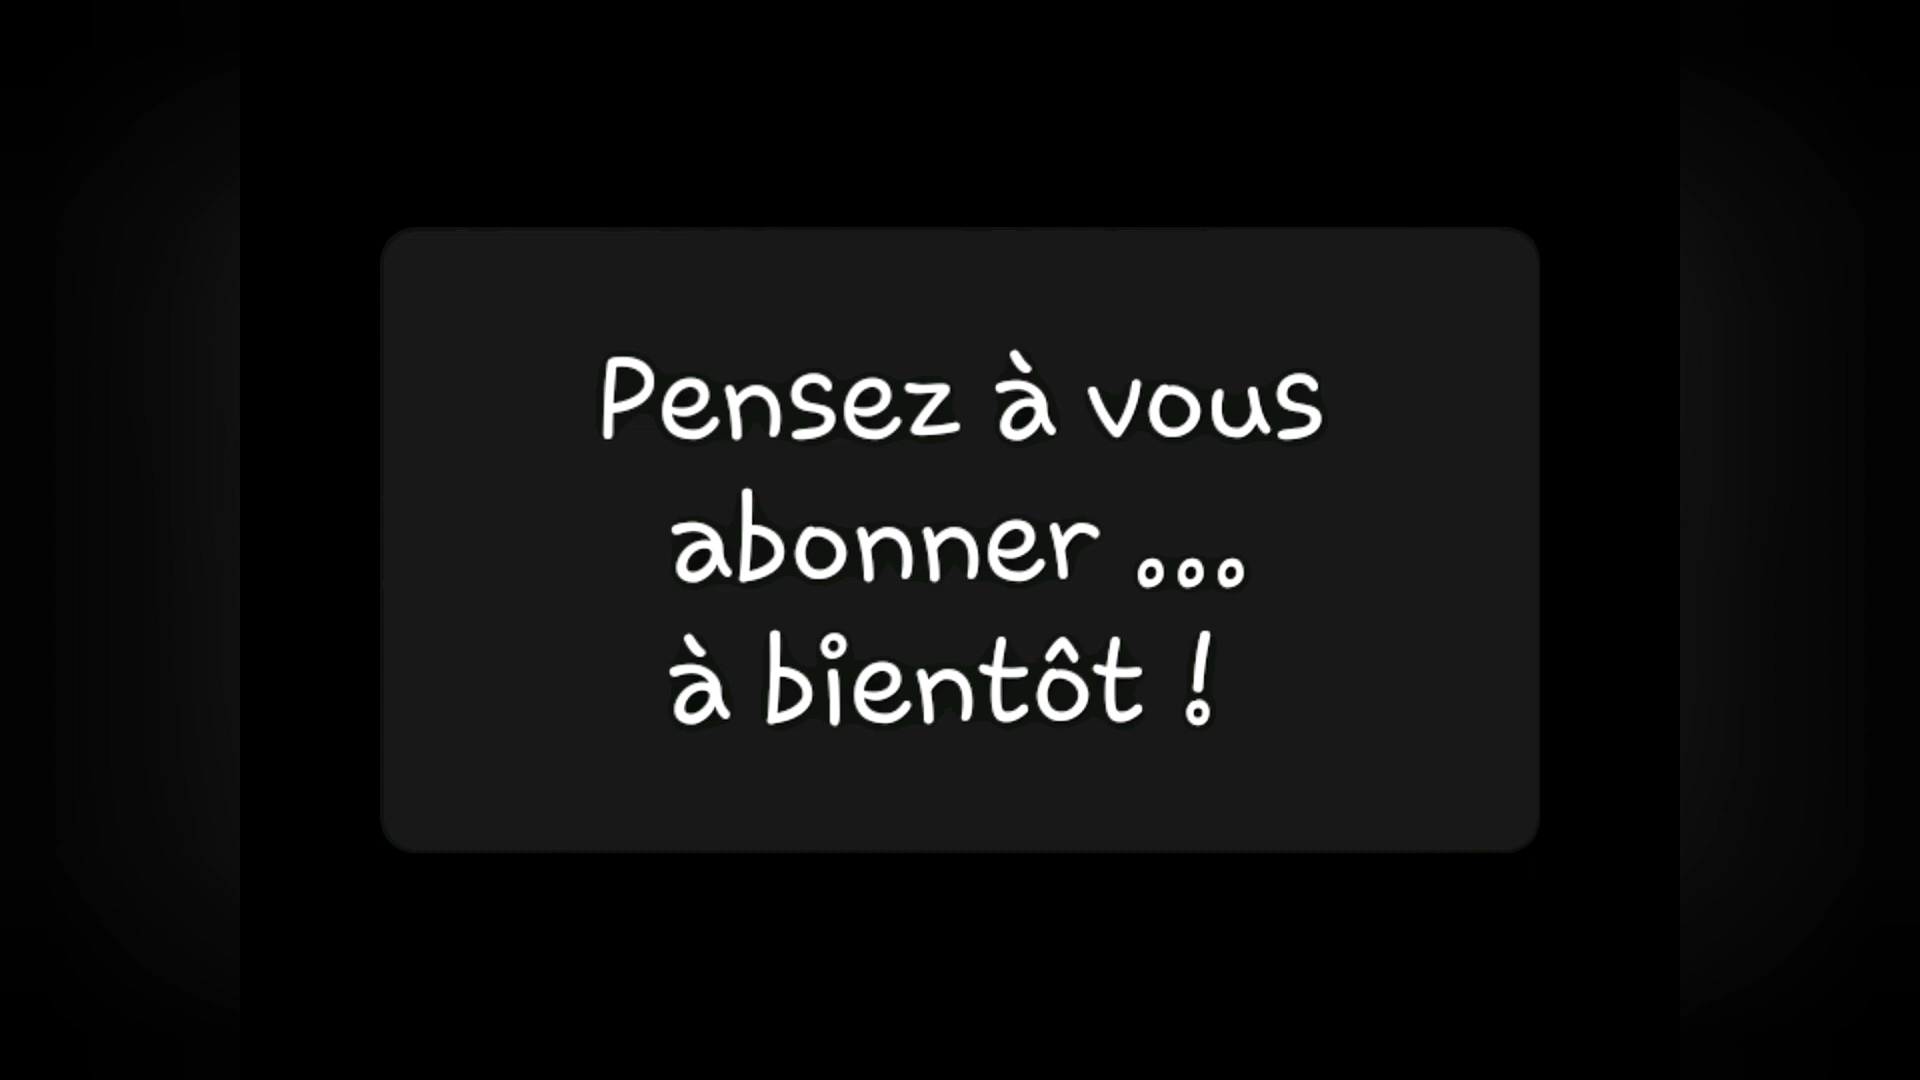 Pensez à vous
abonner ...
à bientôt !